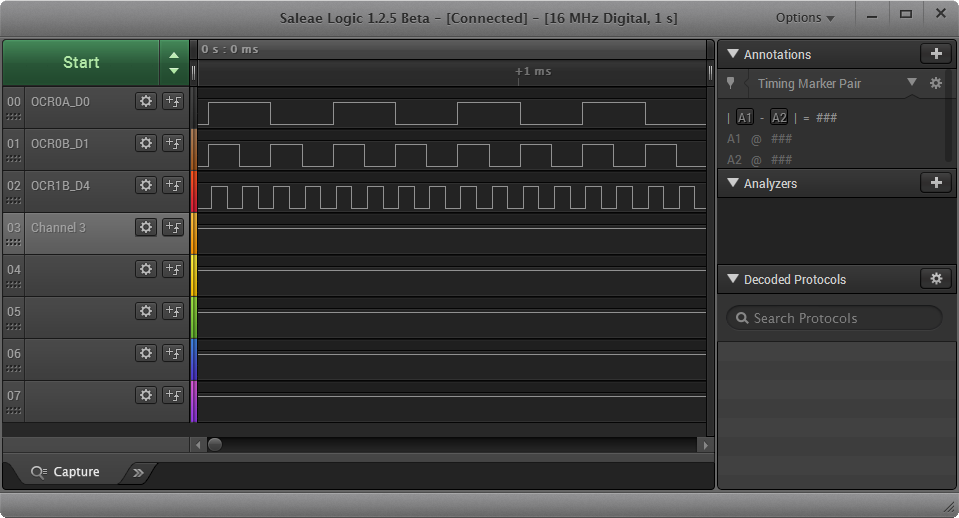 Saleae Logic 1.2.5 Beta - [Connected] - [16 MHz Digital, 1 s]
Options
Start
0 s : 0 ms
+1 ms
00 OCR0A_D0
01 OCR0B_D1
02 OCR1B_D4
03 Channel 3
04
05
06
07
Capture
Annotations
Timing Marker Pair
| A1 - A2 | = ###
A1 @ ###
A2 @ ###
Analyzers
Decoded Protocols
Search Protocols